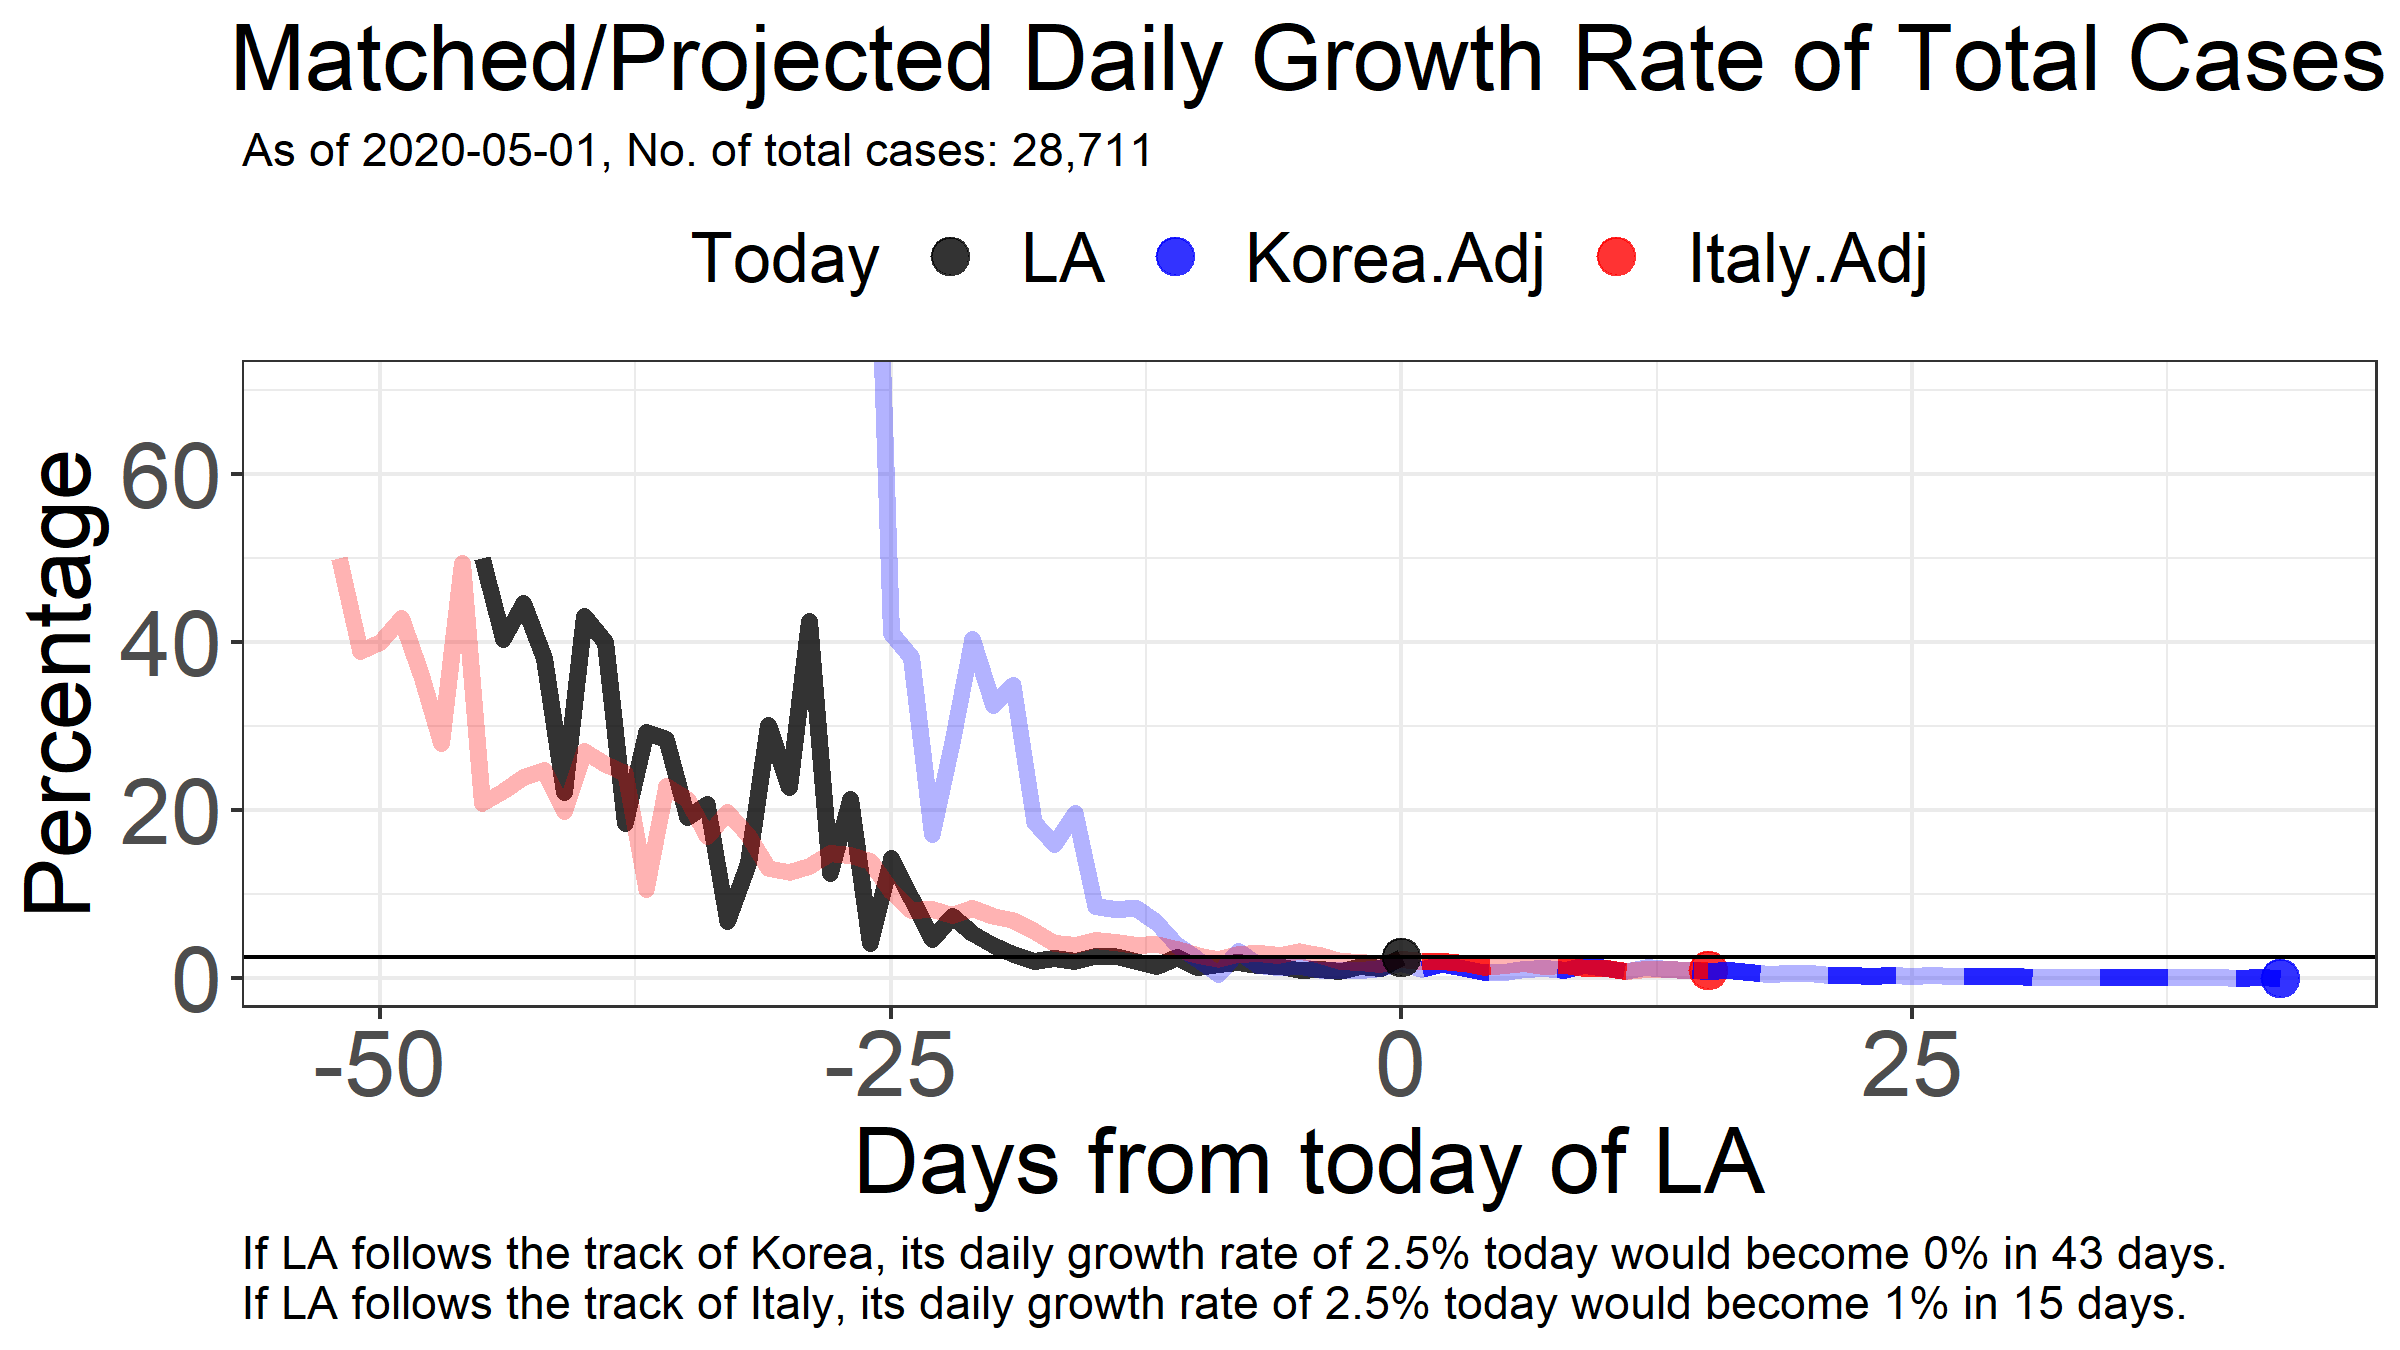 Matched/Projected Daily Growth Rate of Total Cases
As of 2020-05-01, No. of total cases: 28,711
Today LA Korea.Adj Italy.Adj
Percentage
60
40
20
0
-50 -25 0 25
Days from today of LA
If LA follows the track of Korea, its daily growth rate of 2.5% today would become 0% in 43 days.
If LA follows the track of Italy, its daily growth rate of 2.5% today would become 1% in 15 days.